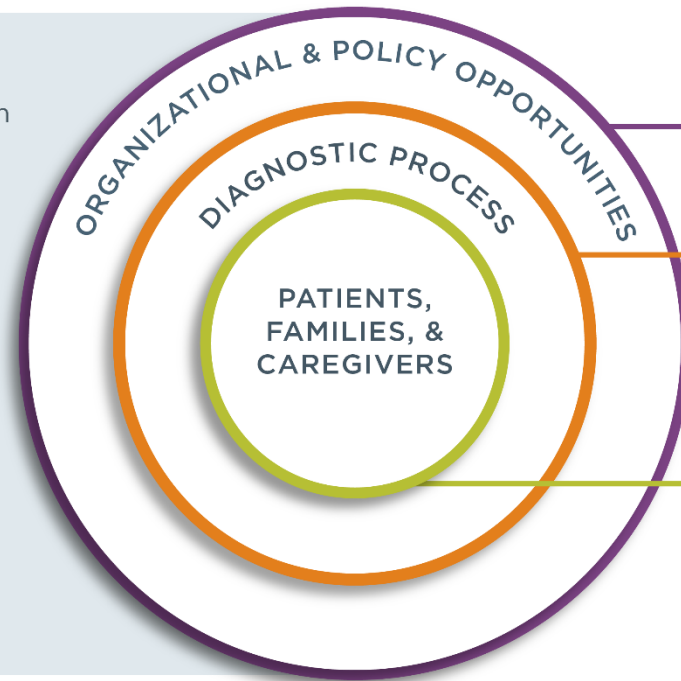 ORGANIZATIONAL & POLICY OPPORTUNITIES
n
DIAGNOSTIC PROCESS
PATIENTS,
FAMILIES, &
CAREGIVERS